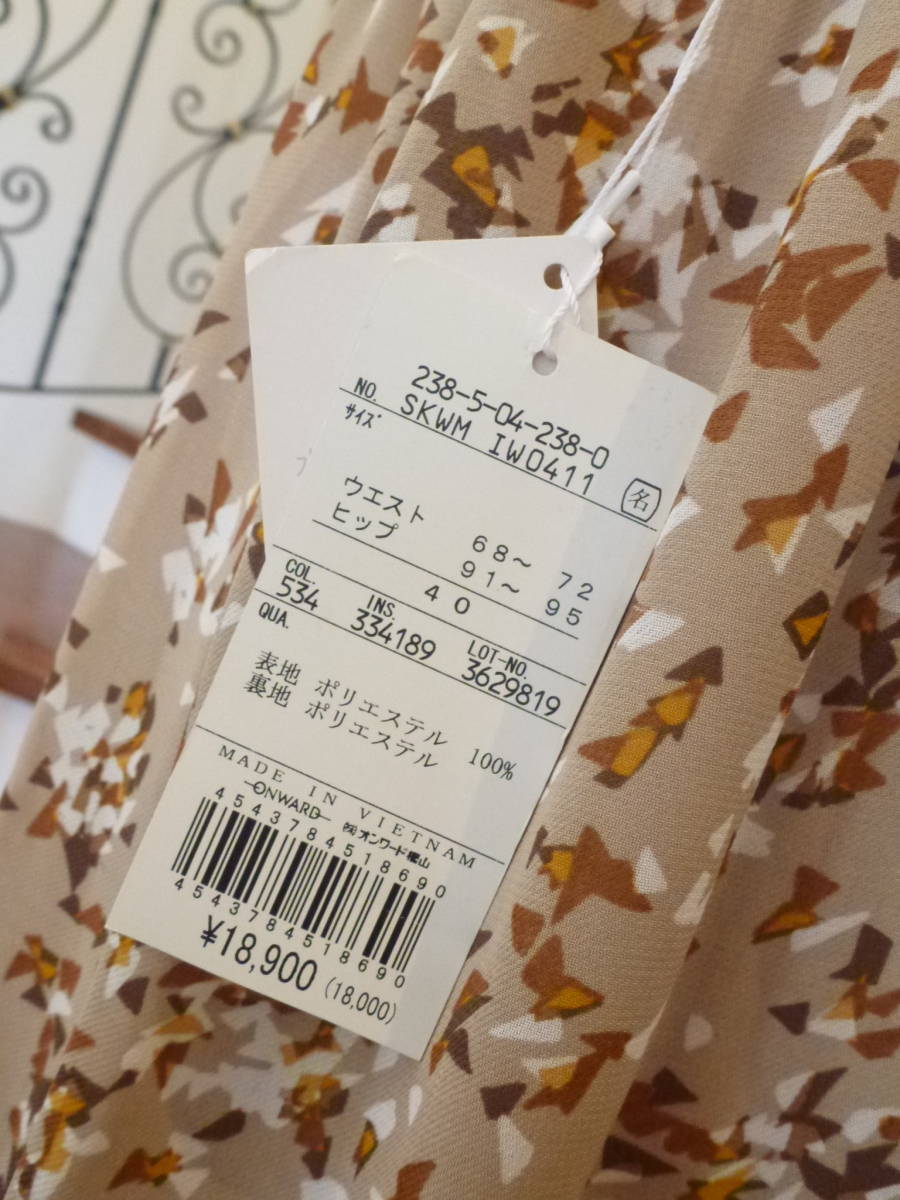 238-5-04-238-0
NO. SKWM IW0411
サイズ 名
ウエスト 68～ 72
ヒップ 91～ 95
40
COL. INS. LOT-NO.
534 334189 3629819
QUA.
表地 ポリエステル
裏地 ポリエステル 100%
MADE IN VIETNAM
ONWARD ㈱オンワード樫山
4543784518690
4543784518690
¥18,900 (18,000)